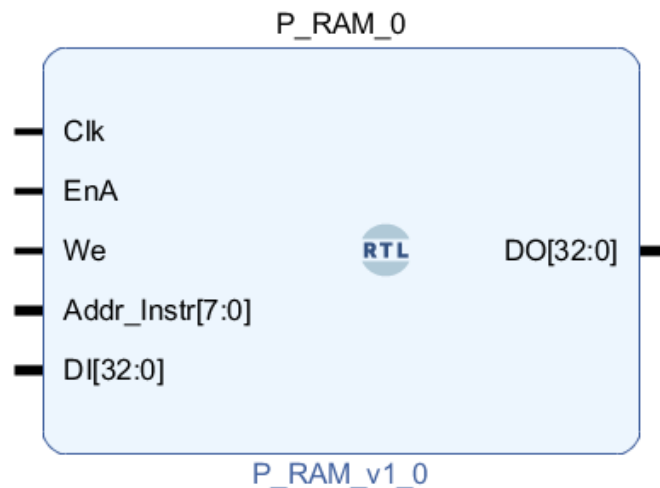 P_RAM_0
Clk
EnA
We
RTL
DO[32:0]
Addr_Instr[7:0]
DI[32:0]
P_RAM_v1_0